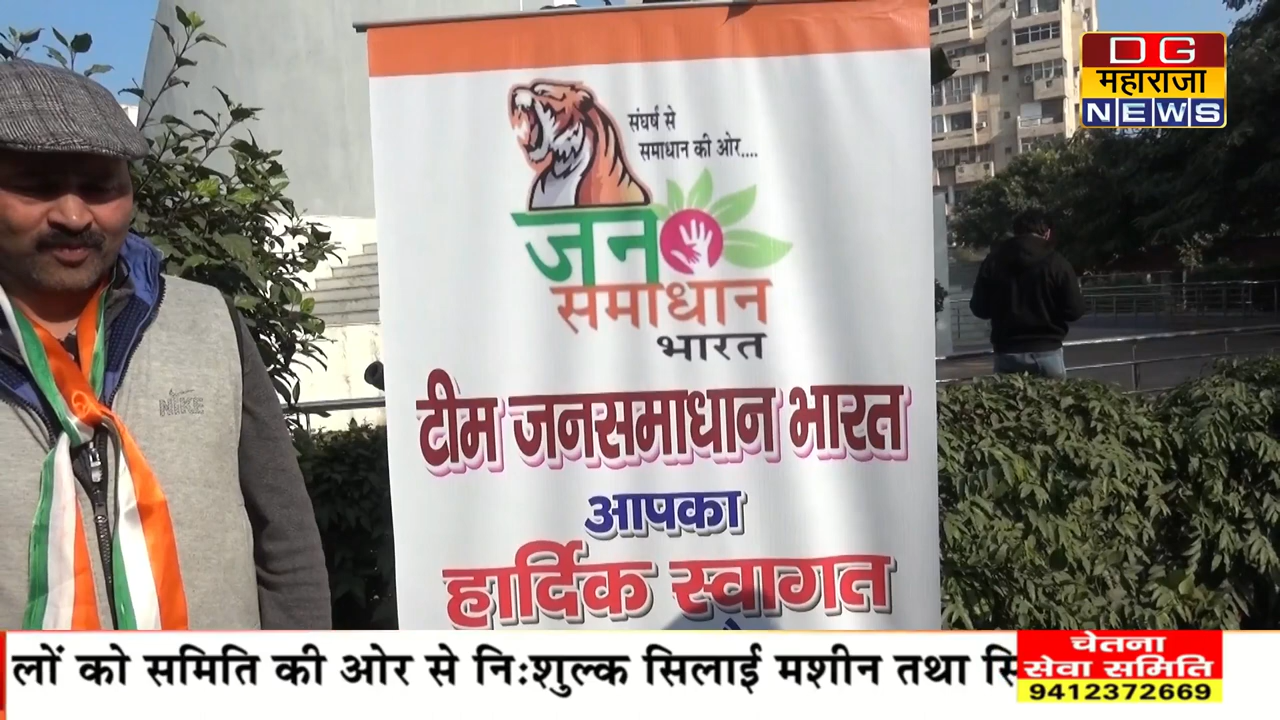 DG
महाराजा
NEWS
संघर्ष से
समाधान की ओर....
जन
समाधान
भारत
NIKE
टीम जनसमाधान भारत
आपका
हार्दिक स्वागत
लों को समिति की ओर से नि:शुल्क सिलाई मशीन तथा सि
चेतना
सेवा समिति
9412372669